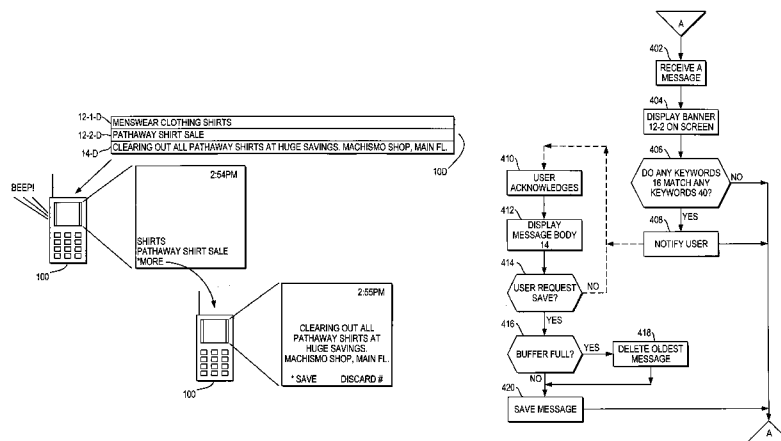 12-1-D
MENSWEAR CLOTHING SHIRTS
12-2-D
PATHAWAY SHIRT SALE
14-D
CLEARING OUT ALL PATHAWAY SHIRTS AT HUGE SAVINGS. MACHISMO SHOP, MAIN FL.
10D
BEEP!
100
2:54PM
SHIRTS
PATHAWAY SHIRT SALE
*MORE
100
2:55PM
CLEARING OUT ALL
PATHAWAY SHIRTS AT
HUGE SAVINGS.
MACHISMO SHOP, MAIN FL.
* SAVE DISCARD #
A
402
RECEIVE A
MESSAGE
404
DISPLAY BANNER
12-2 ON SCREEN
406
DO ANY KEYWORDS
16 MATCH ANY
KEYWORDS 40?
NO
YES
408
NOTIFY USER
410
USER
ACKNOWLEDGES
412
DISPLAY
MESSAGE BODY
14
414
USER REQUEST
SAVE?
NO
YES
416
BUFFER FULL?
YES
418
DELETE OLDEST
MESSAGE
NO
420
SAVE MESSAGE
A